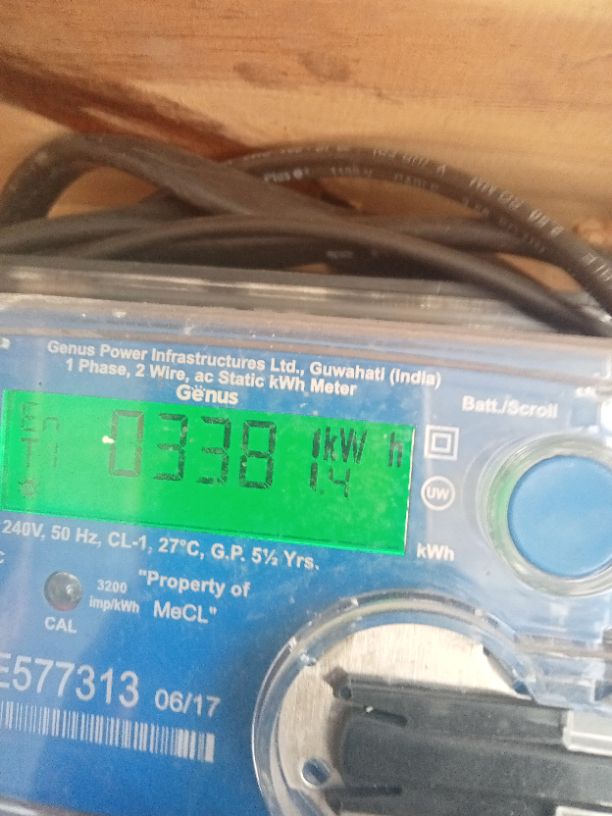 Genus Power Infrastructures Ltd., Guwahati (India)
1 Phase, 2 Wire, ac Static kWh Meter
Genus
Batt./Scroll
03381.4 kW h
UW
kWh
240V, 50 Hz, CL-1, 27°C, G.P. 5½ Yrs.
"Property of
MeCL"
3200
imp/kWh
CAL
E577313 06/17